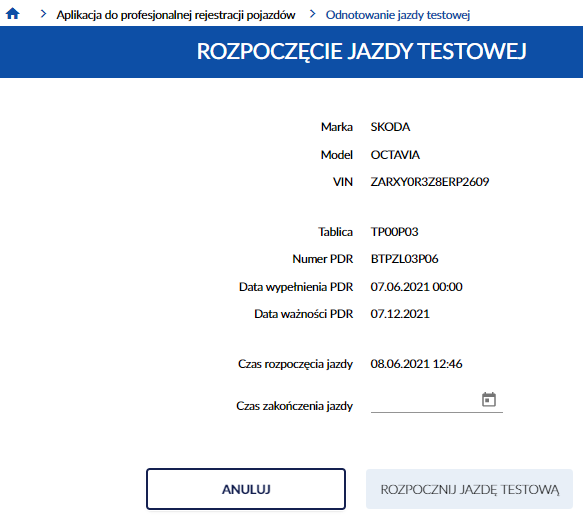 Aplikacja do profesjonalnej rejestracji pojazdów > Odnotowanie jazdy testowej
ROZPOCZĘCIE JAZDY TESTOWEJ
Marka SKODA
Model OCTAVIA
VIN ZARXY0R3Z8ERP2609
Tablica TP00P03
Numer PDR BTPZL03P06
Data wypełnienia PDR 07.06.2021 00:00
Data ważności PDR 07.12.2021
Czas rozpoczęcia jazdy 08.06.2021 12:46
Czas zakończenia jazdy
ANULUJ ROZPOCZNIJ JAZDĘ TESTOWĄ